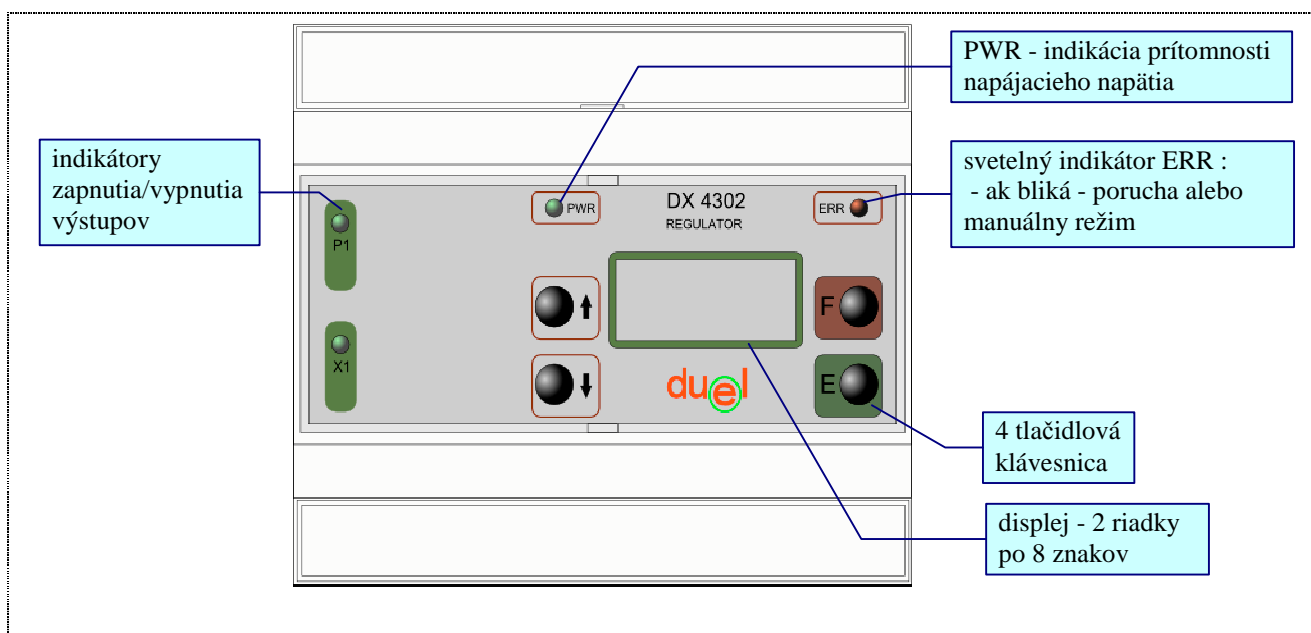 PWR - indikácia prítomnosti
napájacieho napätia
indikátory
zapnutia/vypnutia
výstupov
svetelný indikátor ERR :
- ak bliká - porucha alebo
manuálny režim
P1
X1
PWR
DX 4302
REGULATOR
ERR
F
E
duel
4 tlačidlová
klávesnica
displej - 2 riadky
po 8 znakov